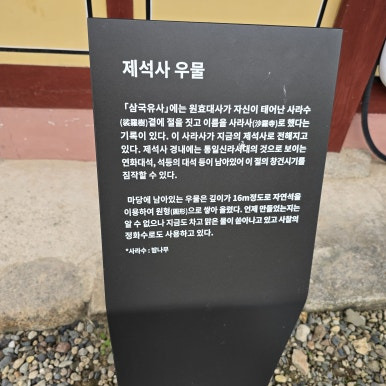 제석사 우물
「삼국유사」에는 원효대사가 자신이 태어난 사라수
(裟羅樹)곁에 절을 짓고 이름을 사라사(沙羅寺)로 했다는
기록이 있다. 이 사라사가 지금의 제석사로 전해지고
있다. 제석사 경내에는 통일신라시대의 것으로 보이는
연화대석, 석등의 대석 등이 남아있어 이 절의 창건시기를
짐작할 수 있다.
마당에 남아있는 우물은 깊이가 16m정도로 자연석을
이용하여 원형(圓形)으로 쌓아 올렸다. 언제 만들었는지는
알 수 없으나 지금도 차고 맑은 물이 솟아나고 있고 사찰의
정화수로도 사용하고 있다.
*사라수 : 밤나무